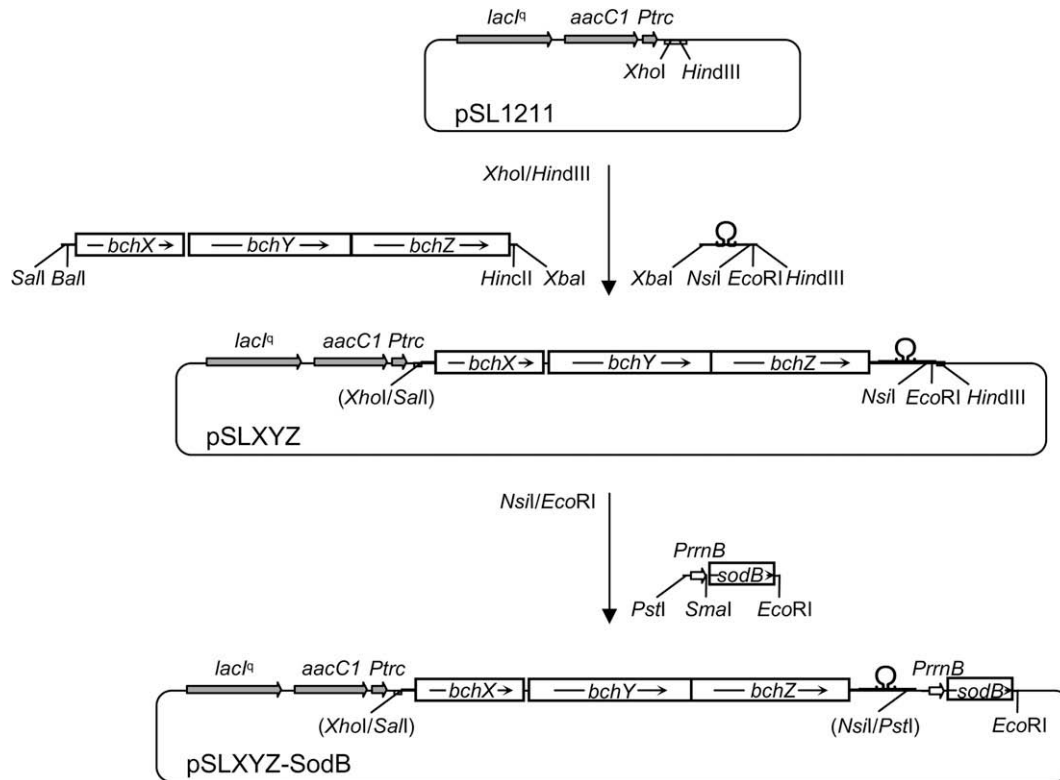 lacIq aacC1 Ptrc
XhoI HindIII
pSL1211
XhoI/HindIII
bchX bchY bchZ
SalI BalI HincII XbaI XbaI NsiI EcoRI HindIII
lacIq aacC1 Ptrc
bchX bchY bchZ
(XhoI/SalI) NsiI EcoRI HindIII
pSLXYZ
NsiI/EcoRI
PrrnB
sodB
PstI SmaI EcoRI
lacIq aacC1 Ptrc PrrnB
bchX bchY bchZ sodB
(XhoI/SalI) (NsiI/PstI) EcoRI
pSLXYZ-SodB